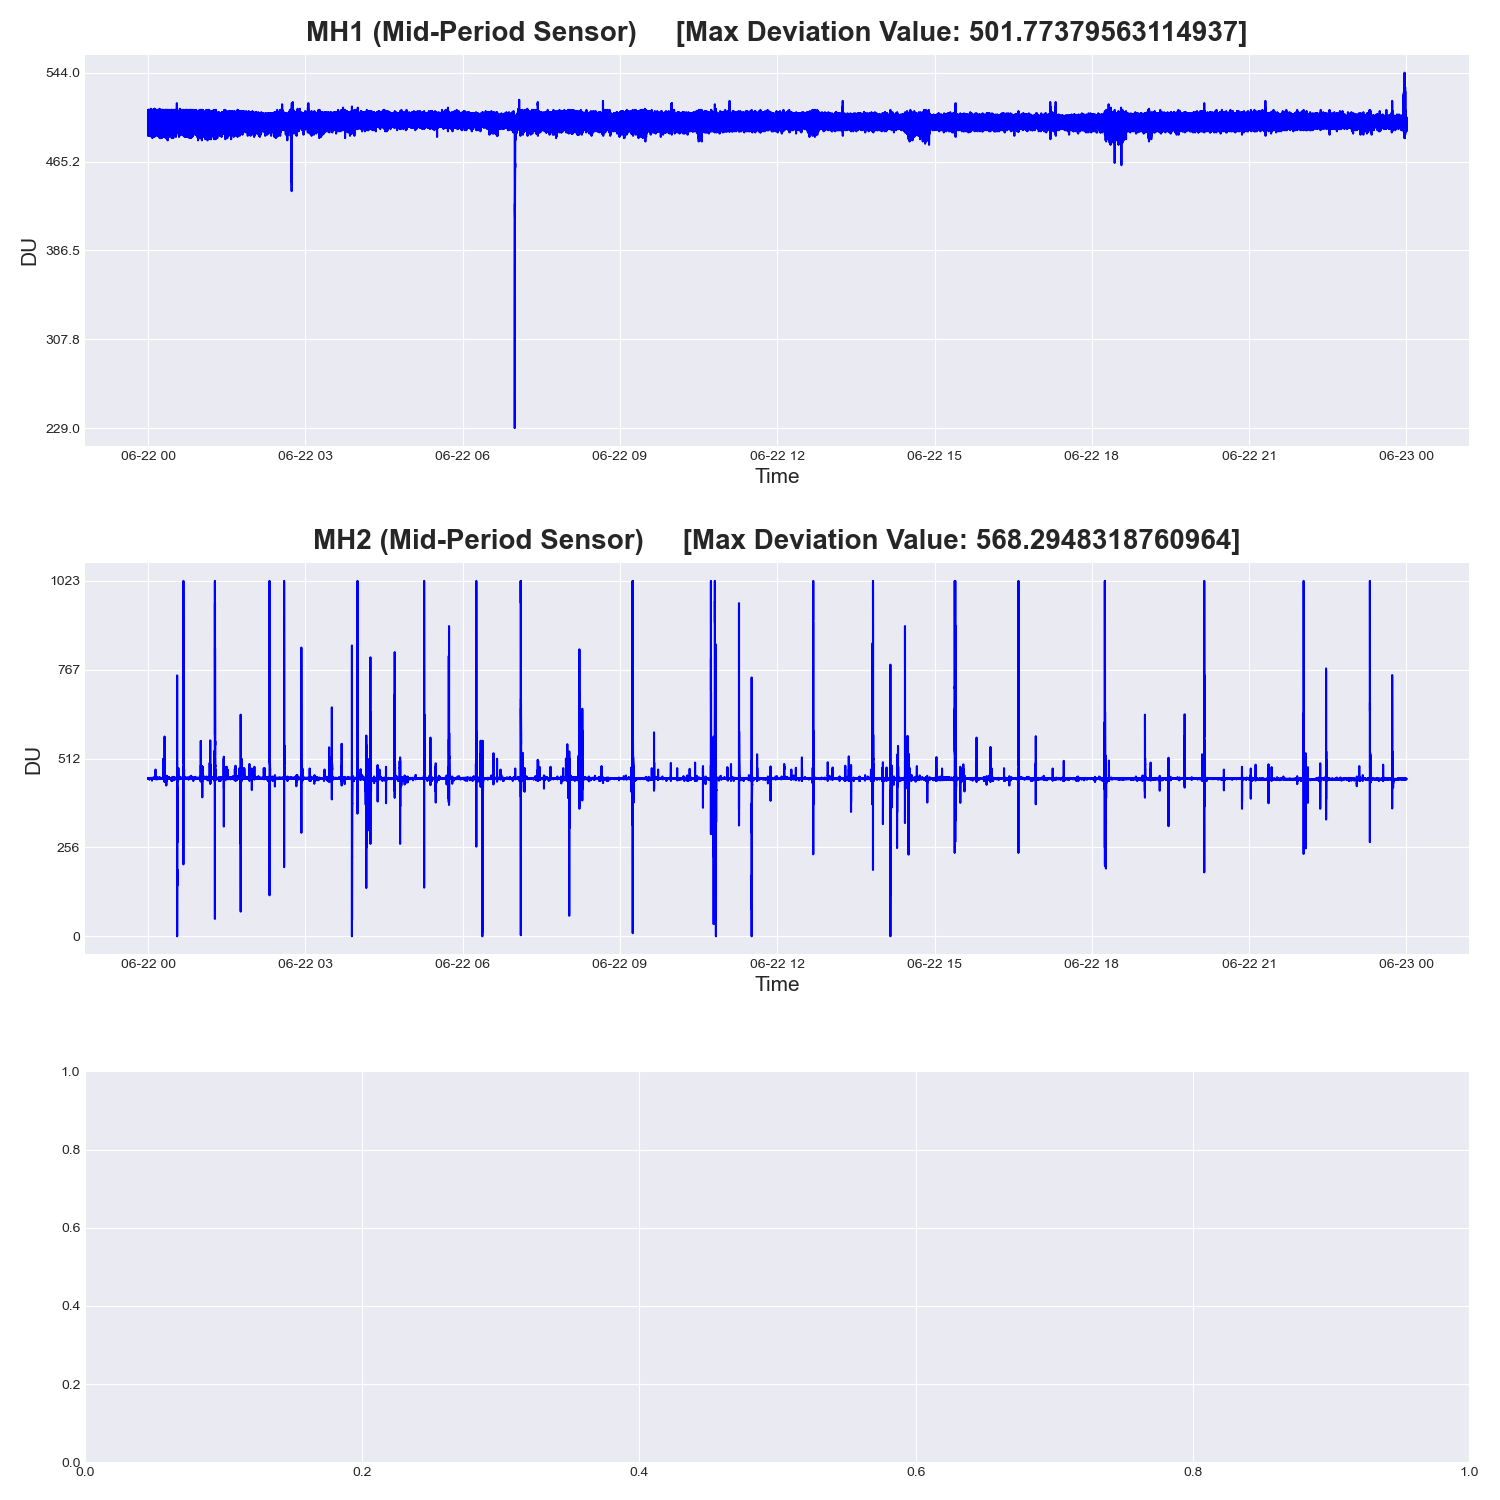 MH1 (Mid-Period Sensor) [Max Deviation Value: 501.77379563114937]
544.0
465.2
386.5
307.8
229.0
DU
06-22 00 06-22 03 06-22 06 06-22 09 06-22 12 06-22 15 06-22 18 06-22 21 06-23 00
Time
MH2 (Mid-Period Sensor) [Max Deviation Value: 568.2948318760964]
1023
767
512
256
0
DU
06-22 00 06-22 03 06-22 06 06-22 09 06-22 12 06-22 15 06-22 18 06-22 21 06-23 00
Time
1.0
0.8
0.6
0.4
0.2
0.0
0.0 0.2 0.4 0.6 0.8 1.0